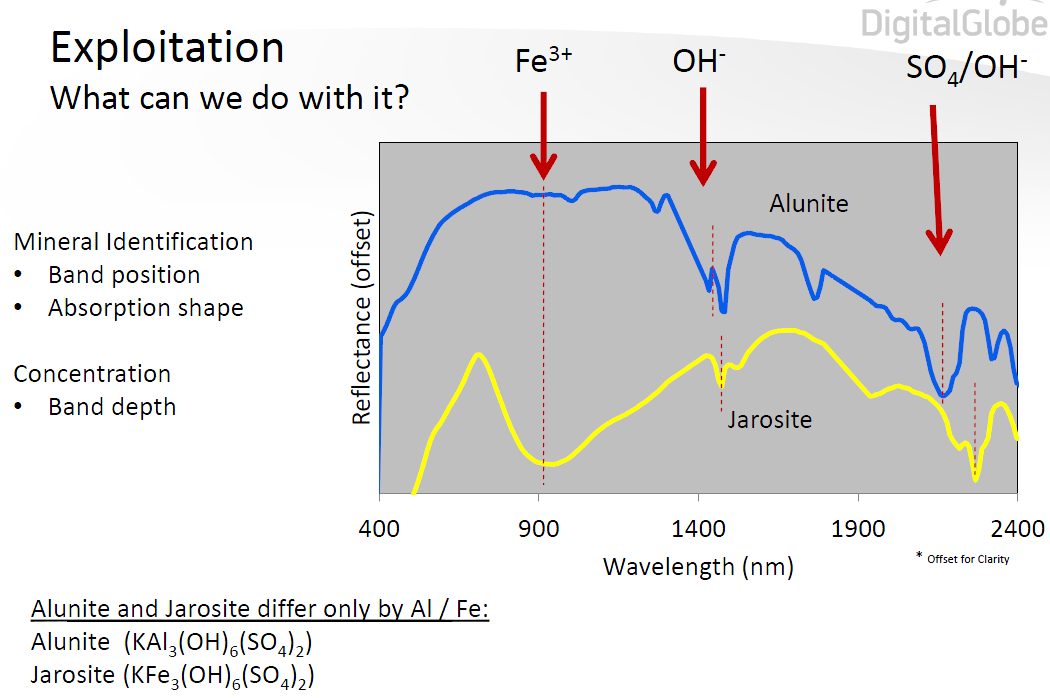 DigitalGlobe
Exploitation
What can we do with it?
Fe³⁺
OH⁻
SO₄/OH⁻
Mineral Identification
• Band position
• Absorption shape
Concentration
• Band depth
Reflectance (offset)
Alunite
Jarosite
400 900 1400 1900 2400
Wavelength (nm)
* Offset for Clarity
Alunite and Jarosite differ only by Al / Fe:
Alunite (KAl₃(OH)₆(SO₄)₂)
Jarosite (KFe₃(OH)₆(SO₄)₂)